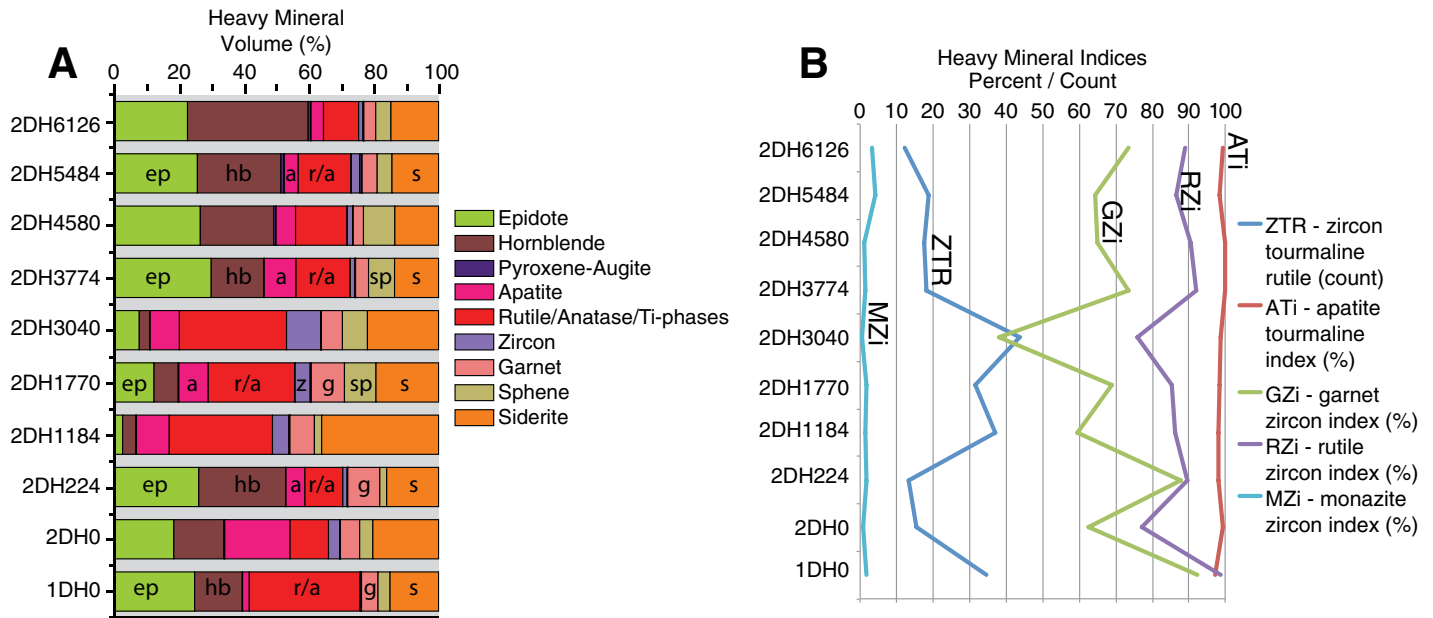 A
Heavy Mineral
Volume (%)
0 20 40 60 80 100
2DH6126
2DH5484 ep hb a r/a s
2DH4580
2DH3774 ep hb a r/a sp s
2DH3040
2DH1770 ep a r/a z g sp s
2DH1184
2DH224 ep hb a r/a g s
2DH0
1DH0 ep hb r/a g s
Epidote
Hornblende
Pyroxene-Augite
Apatite
Rutile/Anatase/Ti-phases
Zircon
Garnet
Sphene
Siderite
B
Heavy Mineral Indices
Percent / Count
0 10 20 30 40 50 60 70 80 90 100
2DH6126
2DH5484
2DH4580
2DH3774
2DH3040
2DH1770
2DH1184
2DH224
2DH0
1DH0
MZi
ZTR
GZi
RZi
ATi
ZTR - zircon
tourmaline
rutile (count)
ATi - apatite
tourmaline
index (%)
GZi - garnet
zircon index (%)
RZi - rutile
zircon index (%)
MZi - monazite
zircon index (%)